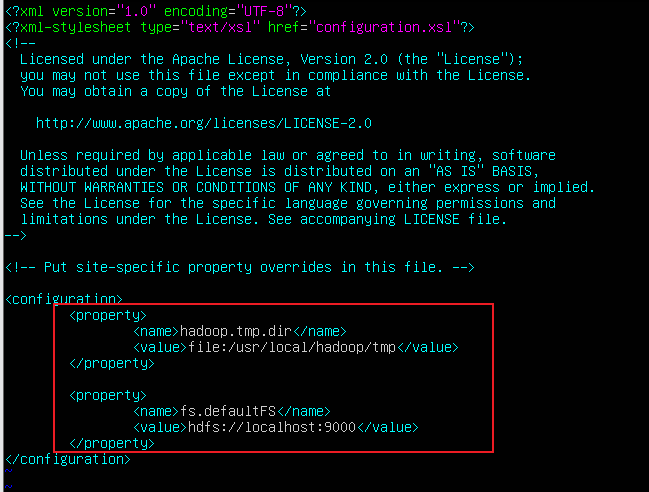 <?xml version="1.0" encoding="UTF-8"?>
<?xml-stylesheet type="text/xsl" href="configuration.xsl"?>
<!--
  Licensed under the Apache License, Version 2.0 (the "License");
  you may not use this file except in compliance with the License.
  You may obtain a copy of the License at

    http://www.apache.org/licenses/LICENSE-2.0

  Unless required by applicable law or agreed to in writing, software
  distributed under the License is distributed on an "AS IS" BASIS,
  WITHOUT WARRANTIES OR CONDITIONS OF ANY KIND, either express or implied.
  See the License for the specific language governing permissions and
  limitations under the License. See accompanying LICENSE file.
-->

<!-- Put site-specific property overrides in this file. -->

<configuration>
        <property>
                <name>hadoop.tmp.dir</name>
                <value>file:/usr/local/hadoop/tmp</value>
        </property>

        <property>
                <name>fs.defaultFS</name>
                <value>hdfs://localhost:9000</value>
        </property>
</configuration>
~
~